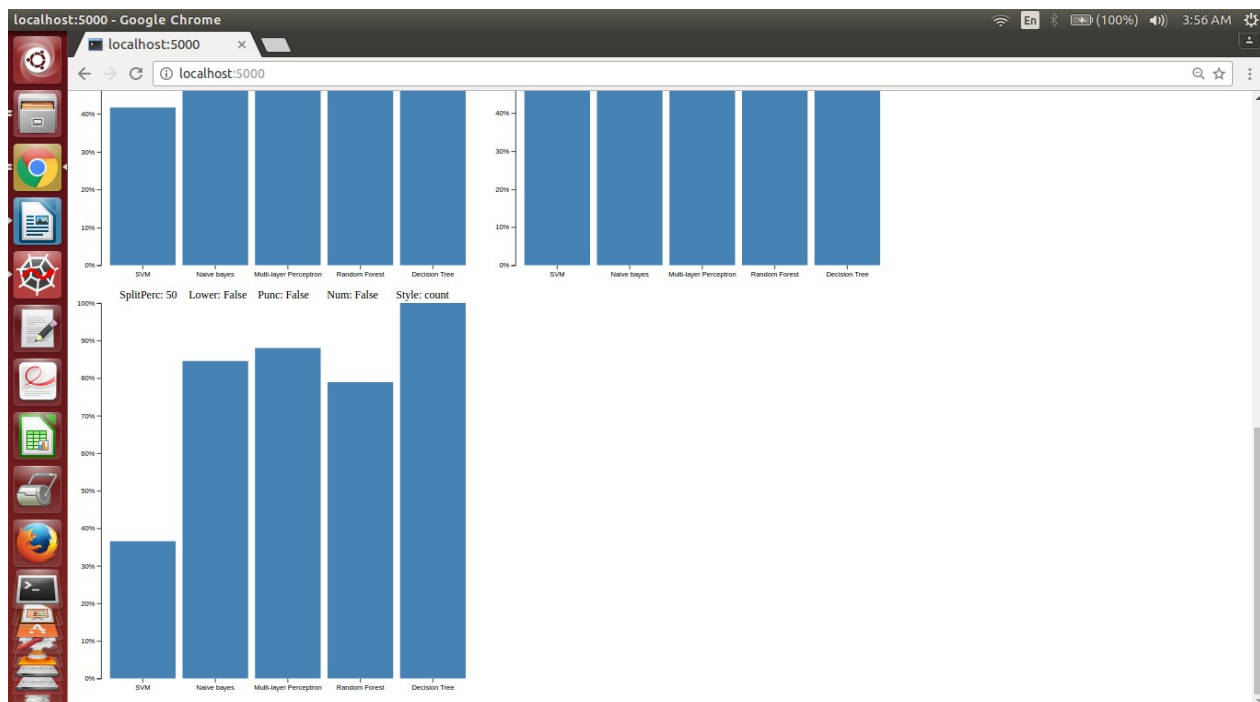 localhost:5000 - Google Chrome
En (100%) 3:56 AM
localhost:5000 ×
localhost:5000
40%
30%
20%
10%
0%
SVM Naive bayes Multi-layer Perceptron Random Forest Decision Tree
40%
30%
20%
10%
0%
SVM Naive bayes Multi-layer Perceptron Random Forest Decision Tree
SplitPerc: 50 Lower: False Punc: False Num: False Style: count
100%
90%
80%
70%
60%
50%
40%
30%
20%
10%
0%
SVM Naive bayes Multi-layer Perceptron Random Forest Decision Tree